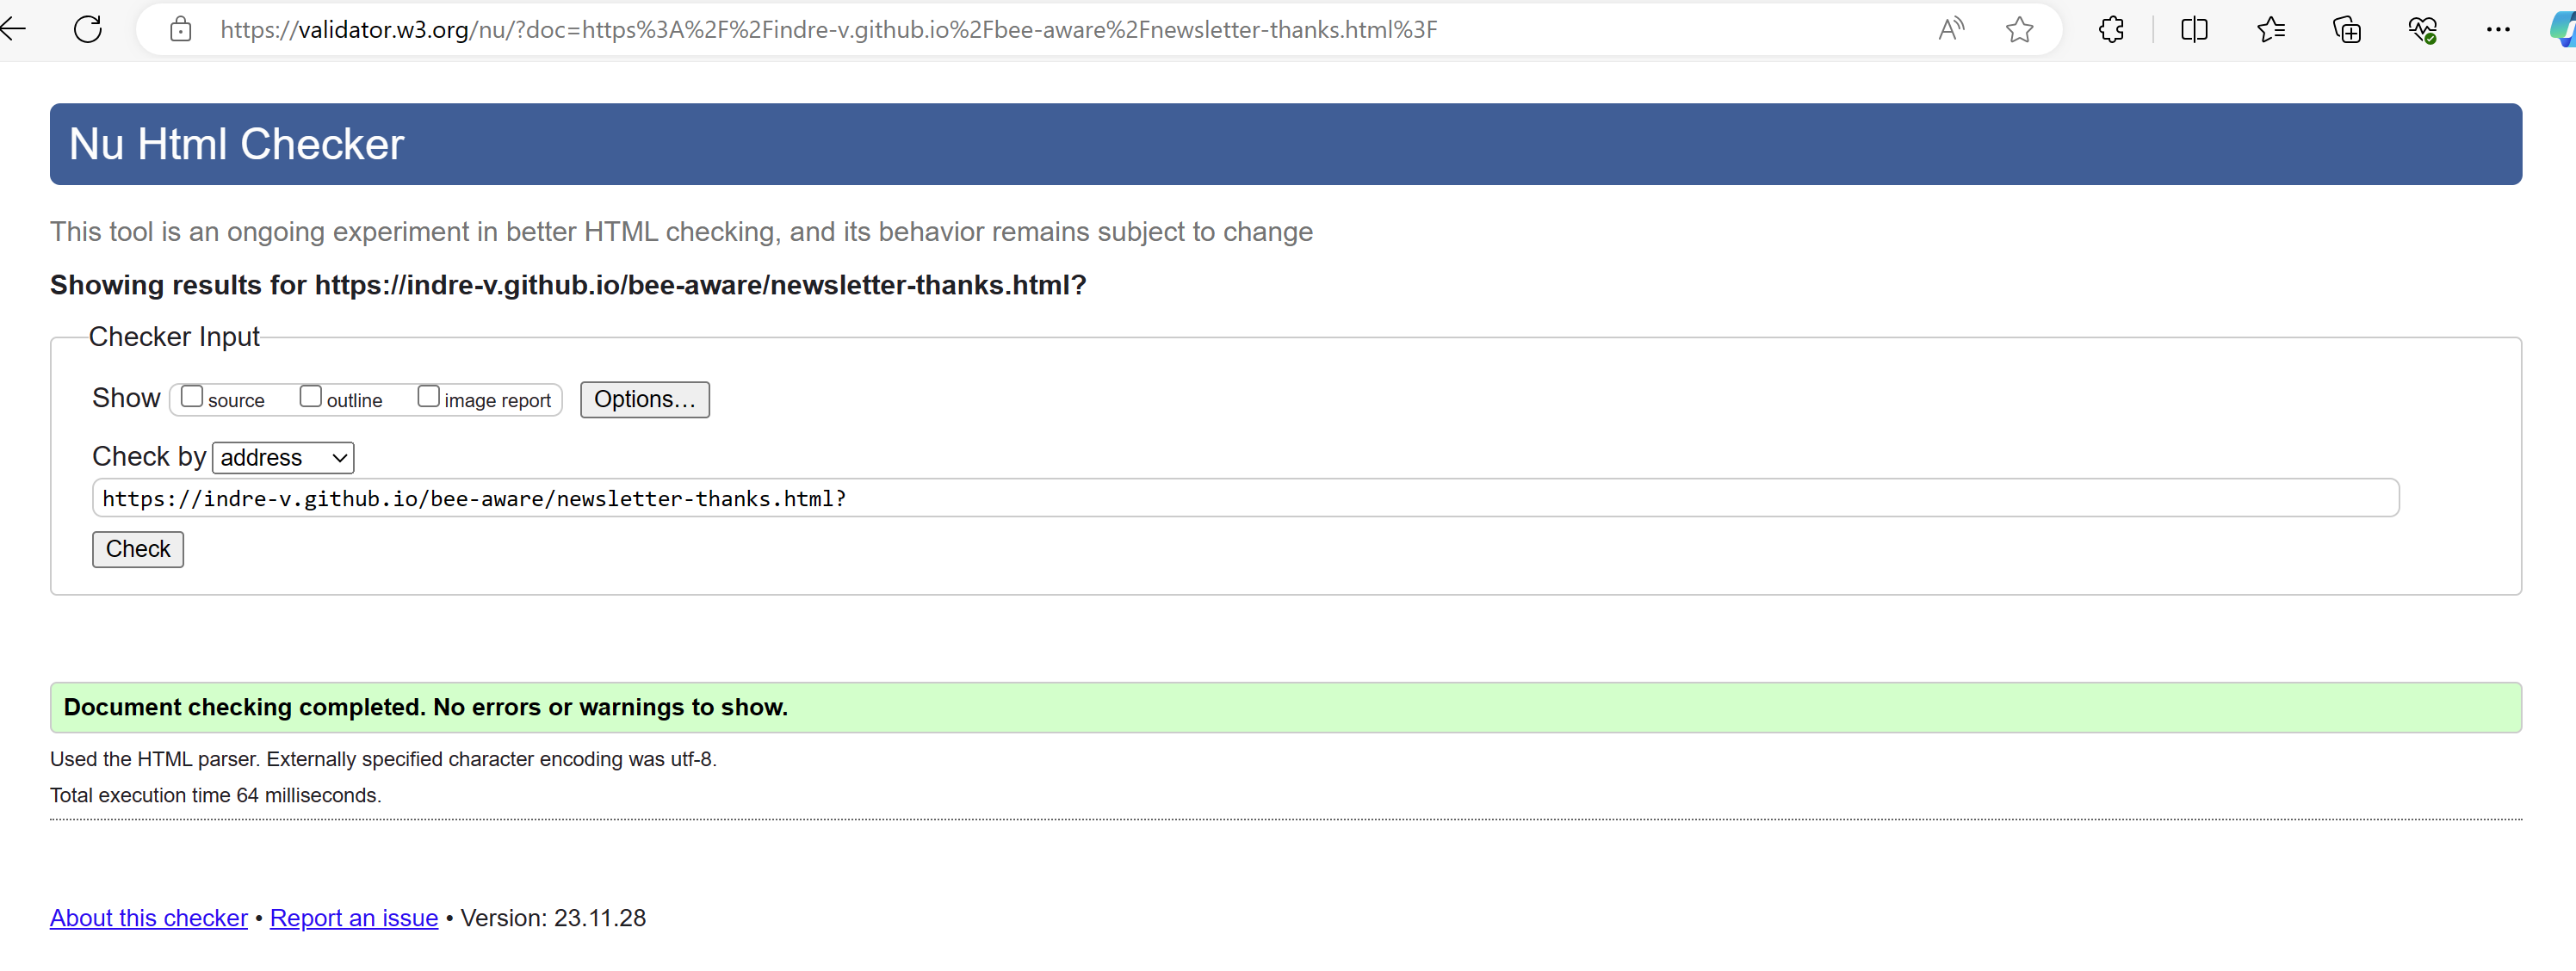 https://validator.w3.org/nu/?doc=https%3A%2F%2Findre-v.github.io%2Fbee-aware%2Fnewsletter-thanks.html%3F
Nu Html Checker
This tool is an ongoing experiment in better HTML checking, and its behavior remains subject to change
Showing results for https://indre-v.github.io/bee-aware/newsletter-thanks.html?
Checker Input
Show source outline image report Options…
Check by address
https://indre-v.github.io/bee-aware/newsletter-thanks.html?
Check
Document checking completed. No errors or warnings to show.
Used the HTML parser. Externally specified character encoding was utf-8.
Total execution time 64 milliseconds.
About this checker • Report an issue • Version: 23.11.28